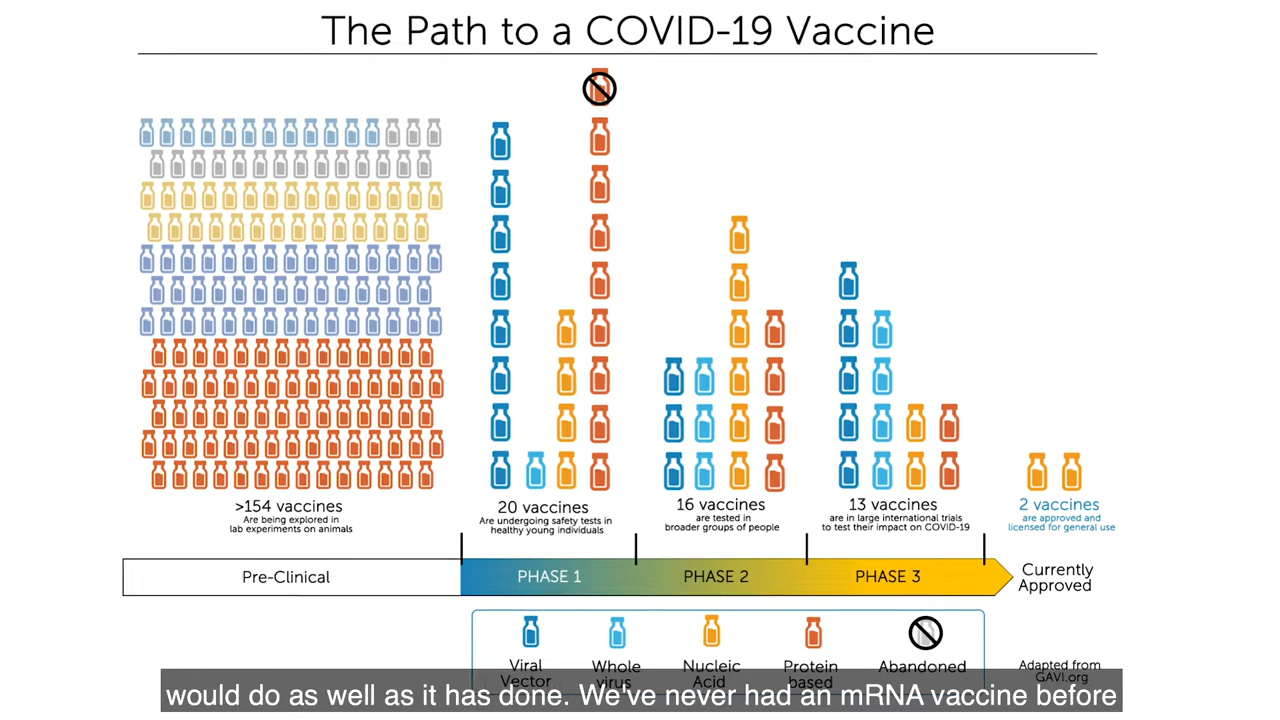 The Path to a COVID-19 Vaccine
>154 vaccines
Are being explored in
lab experiments on animals
20 vaccines
Are undergoing safety tests in
healthy young individuals
16 vaccines
are tested in
broader groups of people
13 vaccines
are in large international trials
to test their impact on COVID-19
2 vaccines
are approved and
licensed for general use
Pre-Clinical
PHASE 1
PHASE 2
PHASE 3
Currently
Approved
Viral
Vector
Whole
virus
Nucleic
Acid
Protein
based
Abandoned
Adapted from
GAVI.org
would do as well as it has done. We've never had an mRNA vaccine before